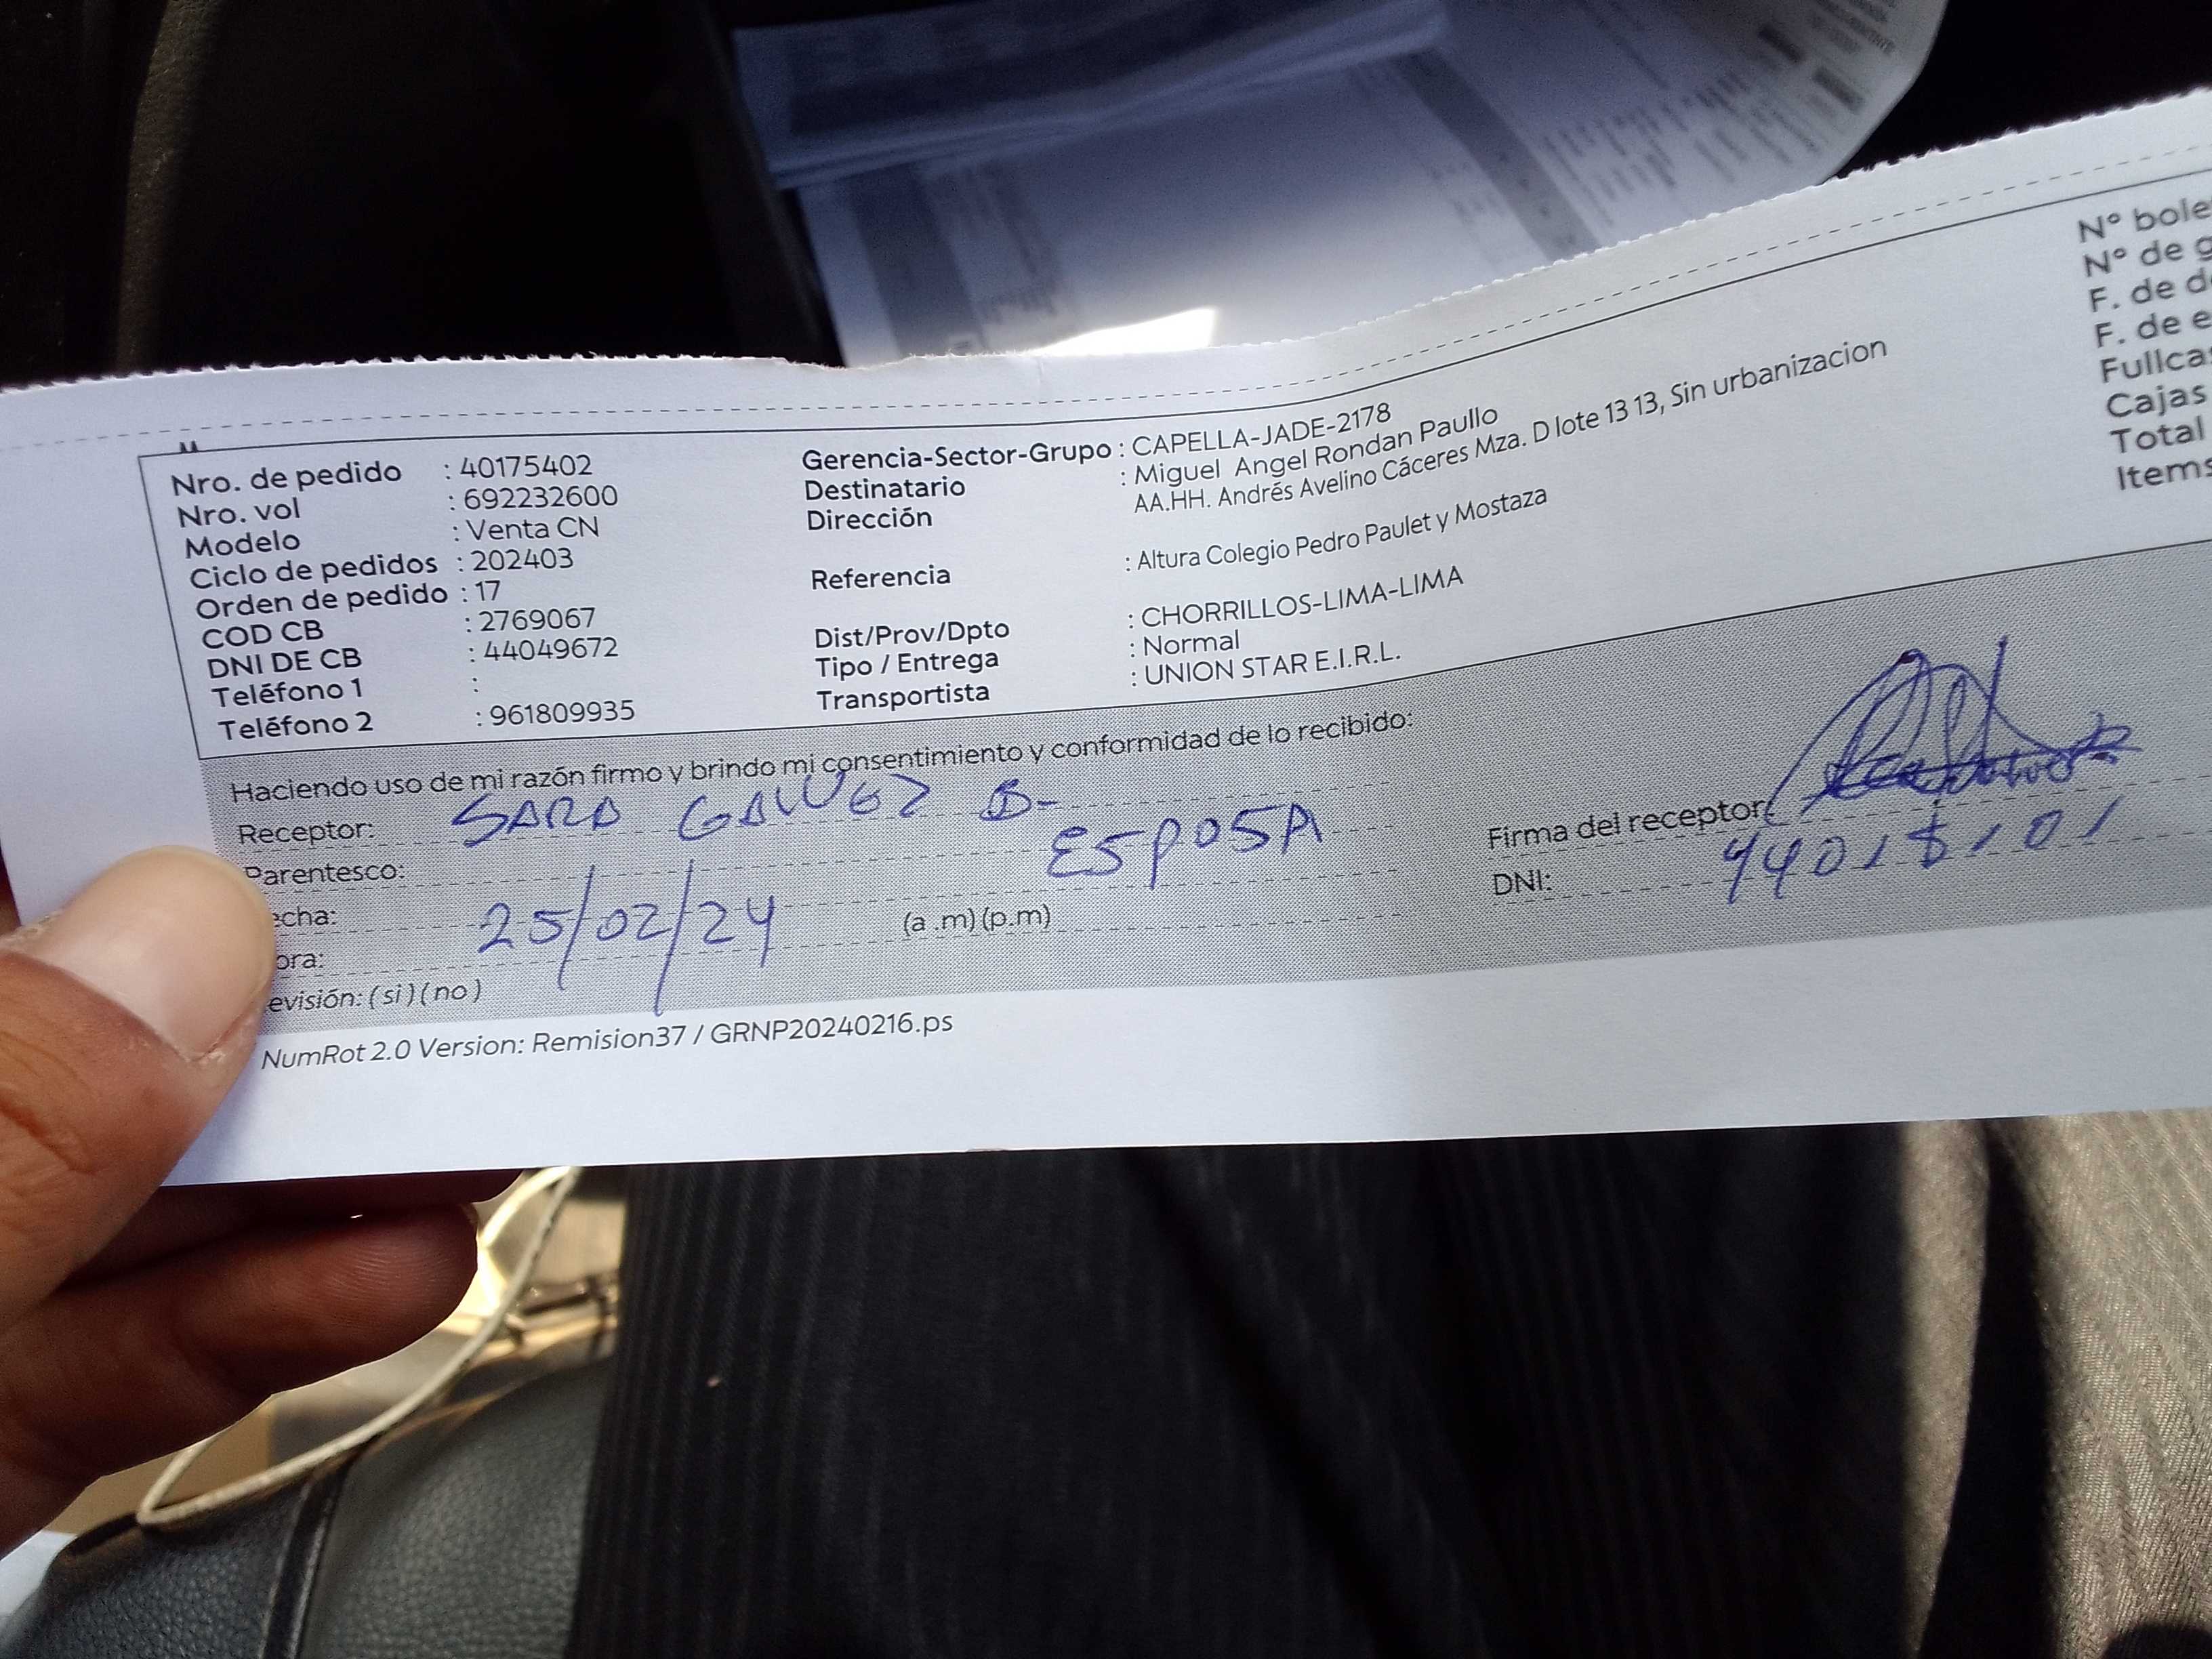 Nro. de pedido : 40175402
Nro. vol : 692232600
Modelo : Venta CN
Ciclo de pedidos : 202403
Orden de pedido : 17
COD CB : 2769067
DNI DE CB : 44049672
Teléfono 1 :
Teléfono 2 : 961809935
Gerencia-Sector-Grupo : CAPELLA-JADE-2178
Destinatario : Miguel Angel Rondan Paullo
Dirección AA.HH. Andrés Avelino Cáceres Mza. D lote 13 13, Sin urbanizacion
Referencia : Altura Colegio Pedro Paulet y Mostaza
Dist/Prov/Dpto : CHORRILLOS-LIMA-LIMA
Tipo / Entrega : Normal
Transportista : UNION STAR E.I.R.L.
N° bole
N° de g
F. de d
F. de e
Fullca
Cajas
Total
Items
Haciendo uso de mi razón firmo y brindo mi consentimiento y conformidad de lo recibido:
Receptor: SARA GALVEZ B-
Parentesco: ESPOSA
echa: 25/02/24
ora: (a .m) (p.m)
evisión: ( si ) ( no )
Firma del receptor
DNI:
NumRot 2.0 Version: Remision37 / GRNP20240216.ps